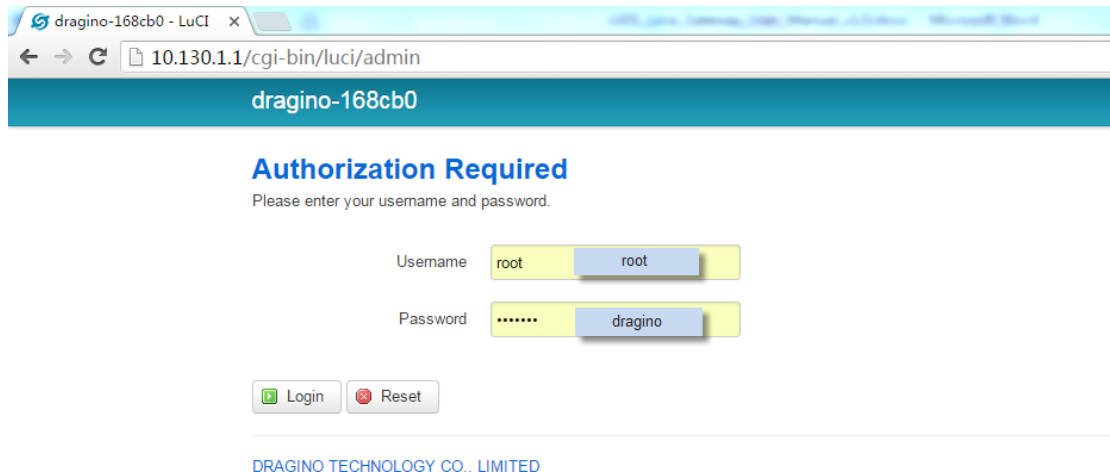 dragino-168cb0 - LuCI x
10.130.1.1/cgi-bin/luci/admin
dragino-168cb0
Authorization Required
Please enter your username and password.
Username root root
Password ••••••• dragino
Login Reset
DRAGINO TECHNOLOGY CO., LIMITED